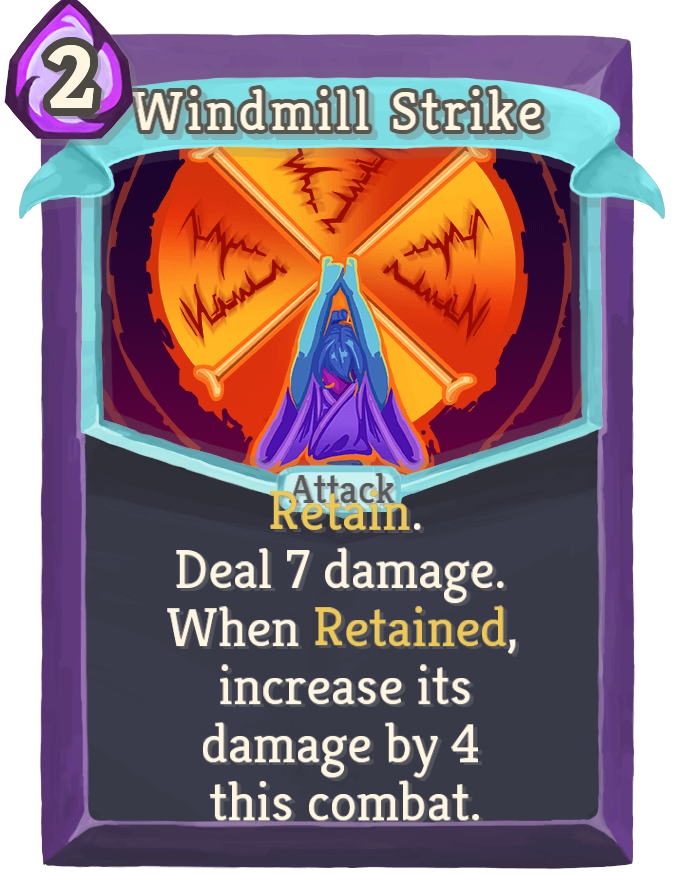 2
Windmill Strike
Attack
Retain.
Deal 7 damage.
When Retained,
increase its
damage by 4
this combat.